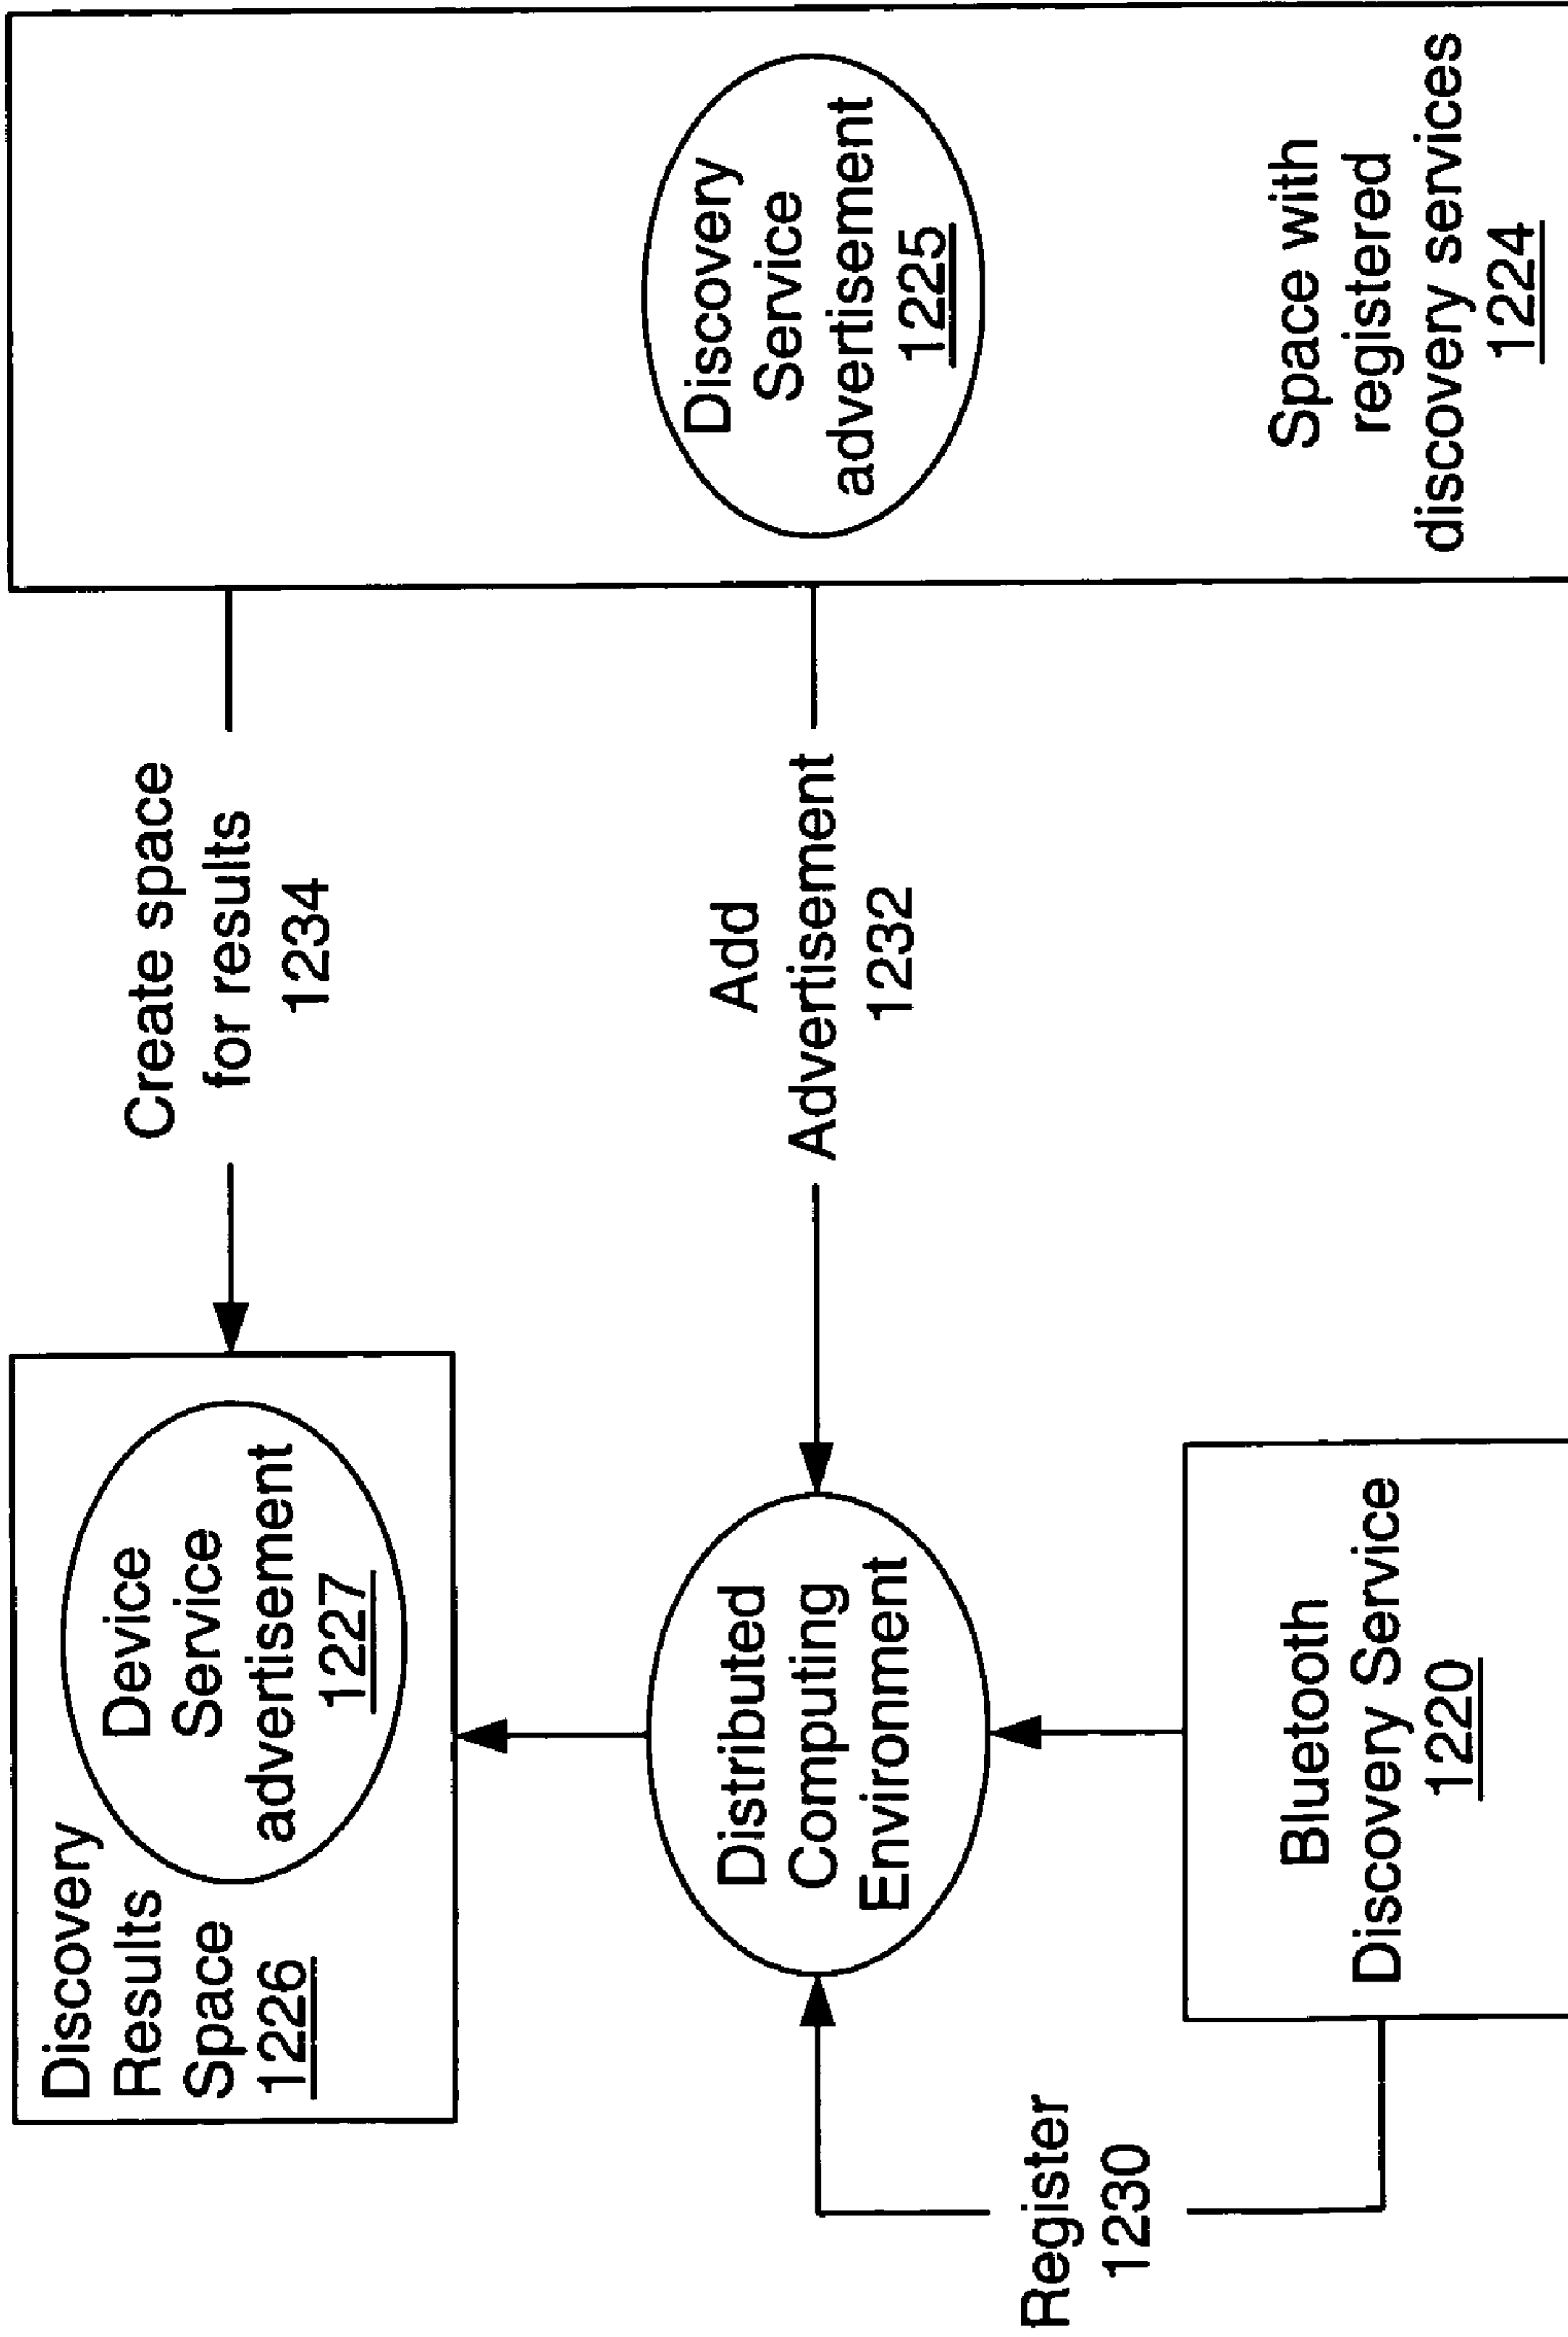 Discovery
Results
Space
1226
Device
Service
advertisement
1227
Create space
for results
1234
Distributed
Computing
Environment
Add
Advertisement
1232
Discovery
Service
advertisement
1225
Register
1230
Bluetooth
Discovery Service
1220
Space with
registered
discovery services
1224